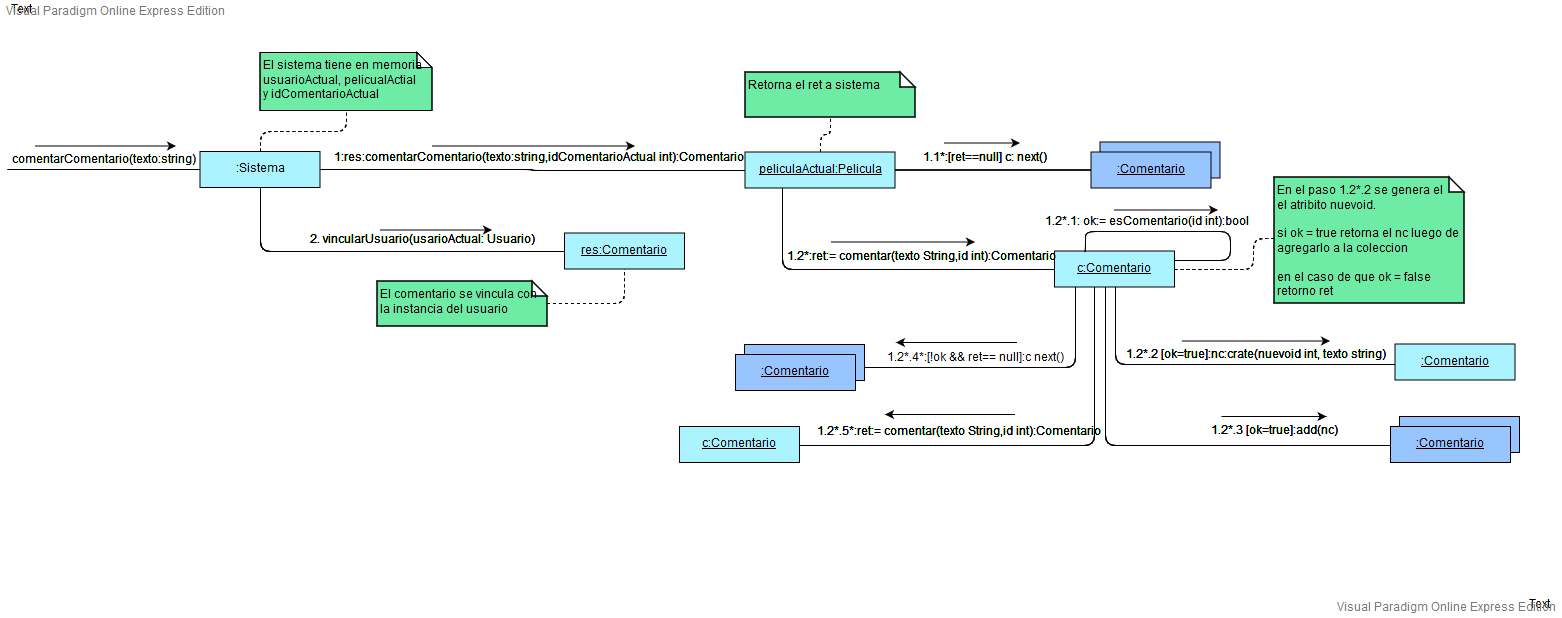 Text
Visual Paradigm Online Express Edition
El sistema tiene en memoria
usuarioActual, pelicualActial
y idComentarioActual
Retorna el ret a sistema
comentarComentario(texto:string)
:Sistema
1:res:comentarComentario(texto:string,idComentarioActual int):Comentario
peliculaActual:Pelicula
1.1*:[ret==null] c: next()
:Comentario
En el paso 1.2*.2 se genera el
el atribito nuevoid.
si ok = true retorna el nc luego de
agregarlo a la coleccion
en el caso de que ok = false
retorno ret
1.2*.1: ok:= esComentario(id int):bool
2. vincularUsuario(usarioActual: Usuario)
res:Comentario
1.2*:ret:= comentar(texto String,id int):Comentario
c:Comentario
El comentario se vincula con
la instancia del usuario
1.2*.4*:[!ok && ret== null]:c next()
:Comentario
1.2*.2 [ok=true]:nc:crate(nuevoid int, texto string)
:Comentario
1.2*.5*:ret:= comentar(texto String,id int):Comentario
c:Comentario
1.2*.3 [ok=true]:add(nc)
:Comentario
Visual Paradigm Online Express Edition
Text